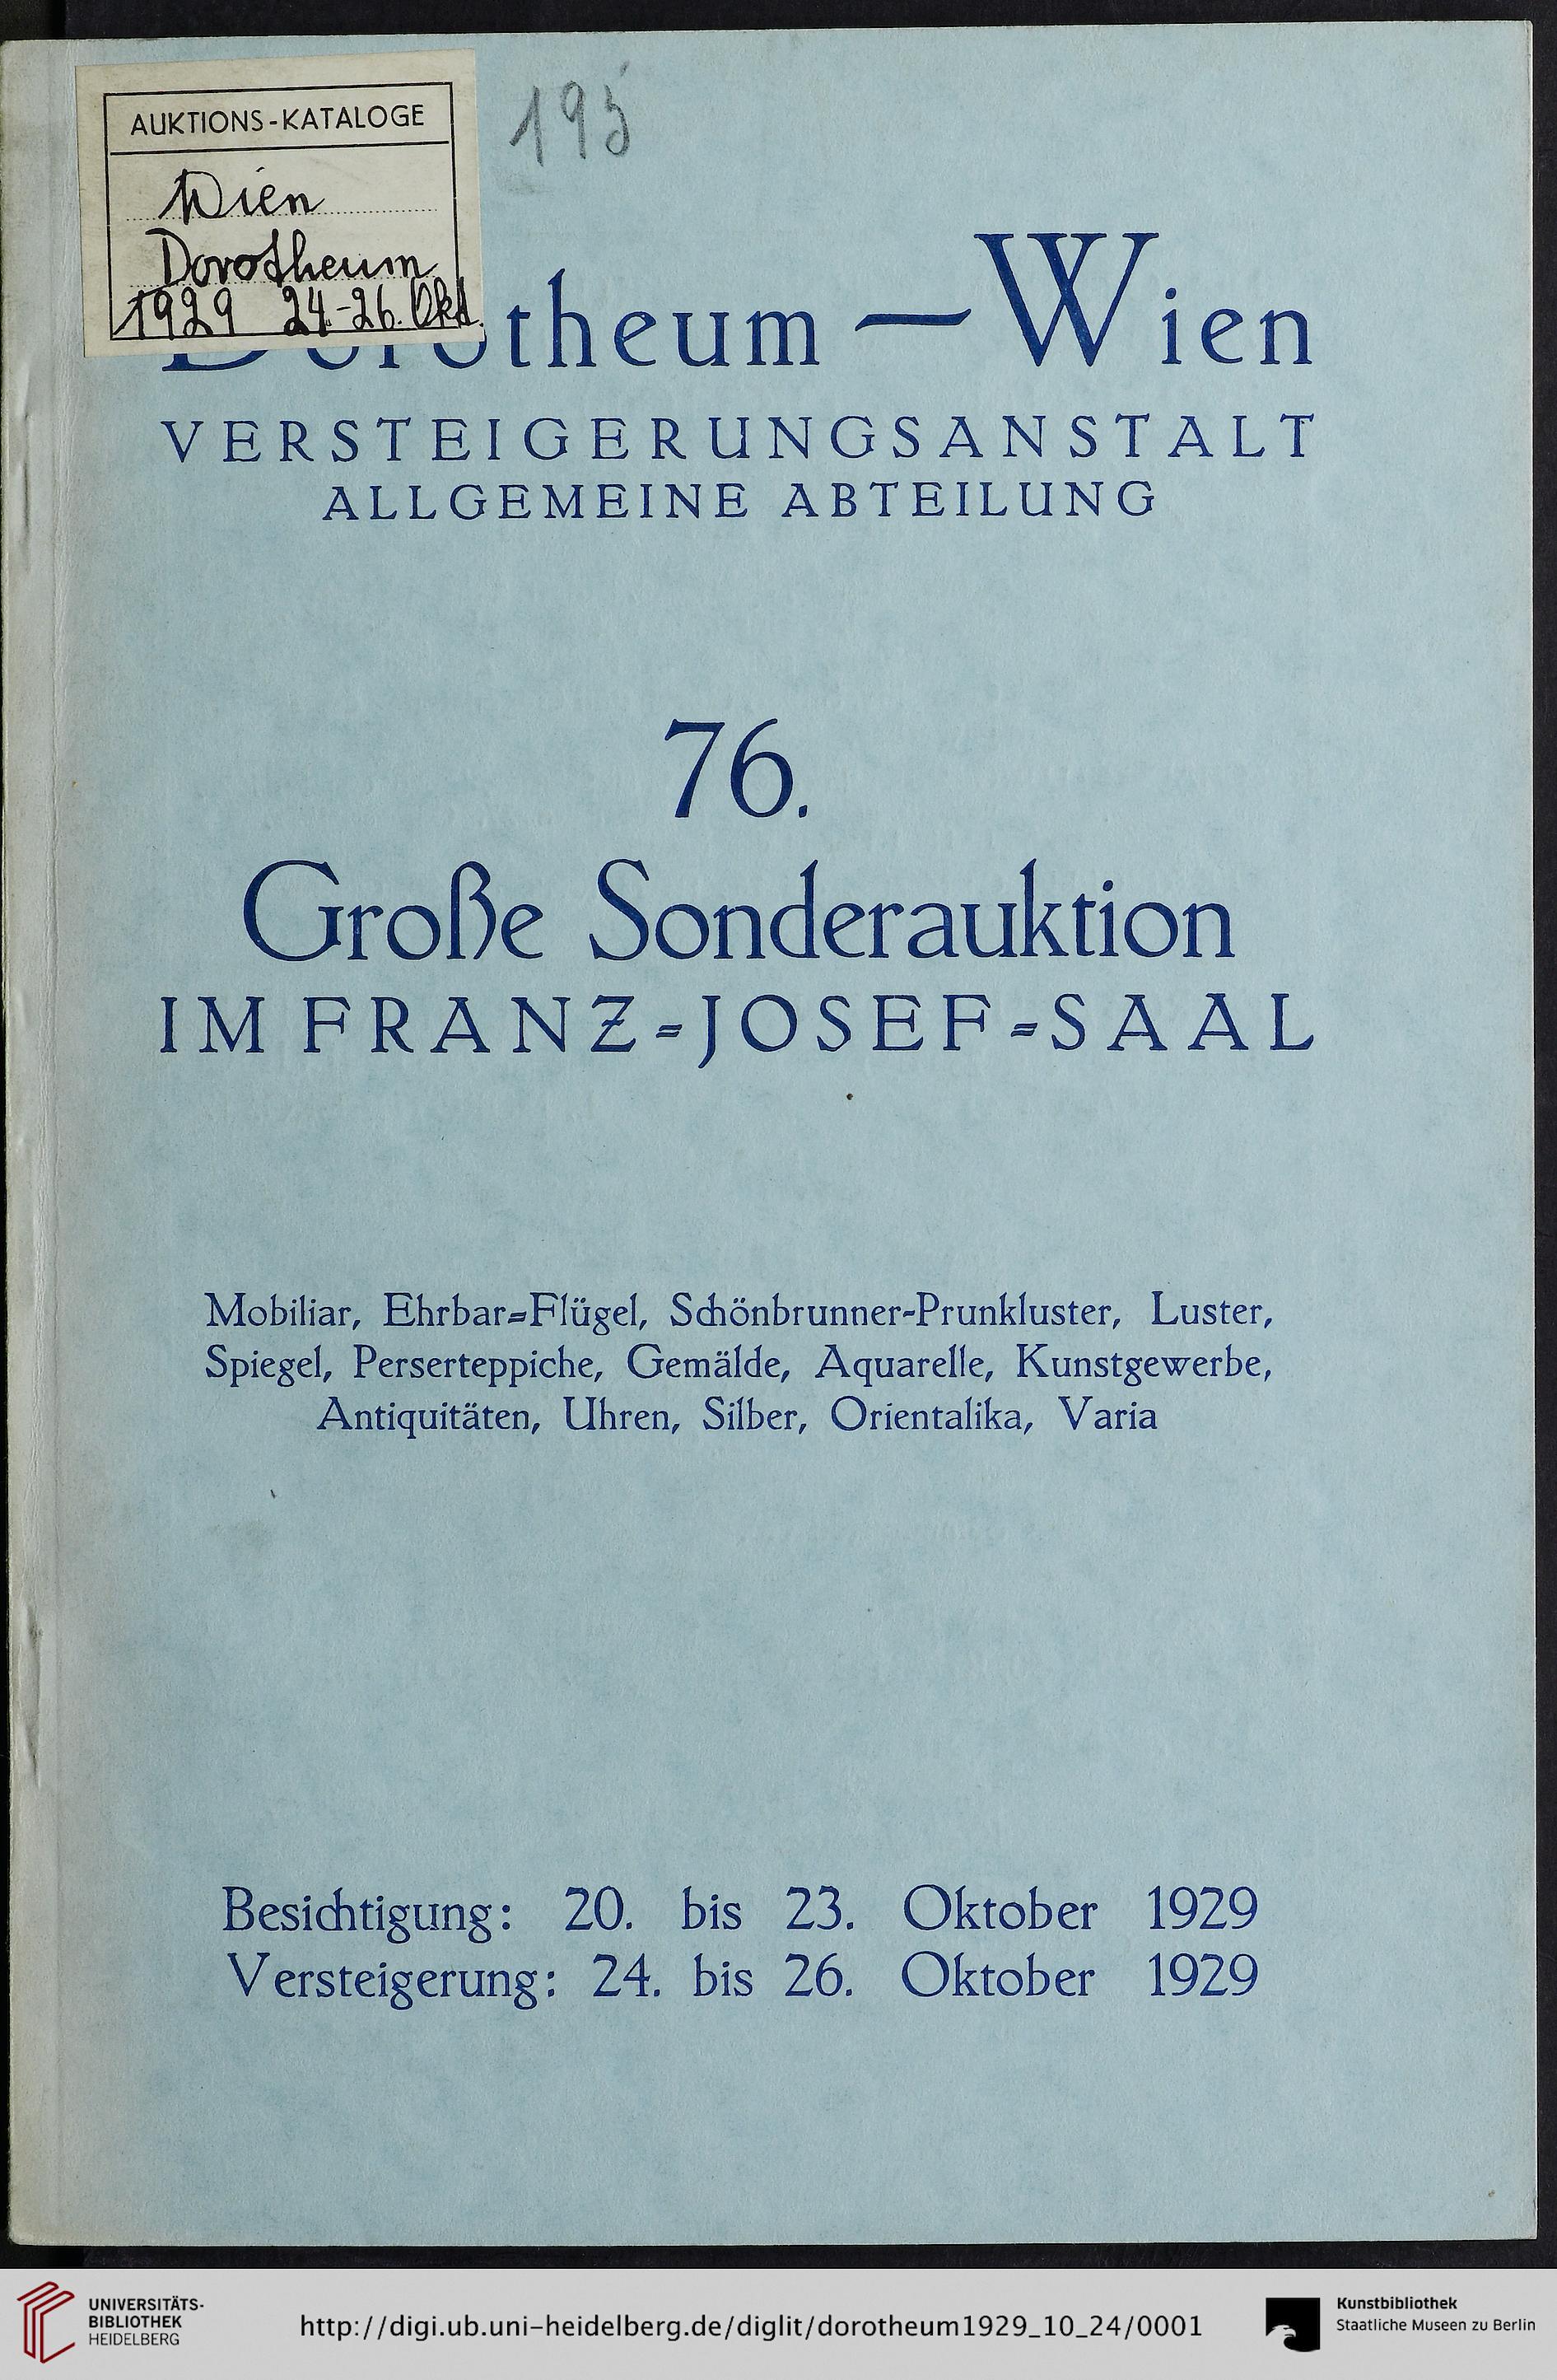 AUKTIONS-KATALOGE
Wien
Dorotheum
1929 24.-26. Okt.
195
Dorotheum — Wien
VERSTEIGERUNGSANSTALT
ALLGEMEINE ABTEILUNG
76.
Große Sonderauktion
IM FRANZ-JOSEF-SAAL
Mobiliar, Ehrbar-Flügel, Schönbrunner-Prunkluster, Luster,
Spiegel, Perserteppiche, Gemälde, Aquarelle, Kunstgewerbe,
Antiquitäten, Uhren, Silber, Orientalika, Varia
Besichtigung: 20. bis 23. Oktober 1929
Versteigerung: 24. bis 26. Oktober 1929
UNIVERSITÄTS-
BIBLIOTHEK
HEIDELBERG
http://digi.ub.uni-heidelberg.de/diglit/dorotheum1929_10_24/0001
Kunstbibliothek
Staatliche Museen zu Berlin